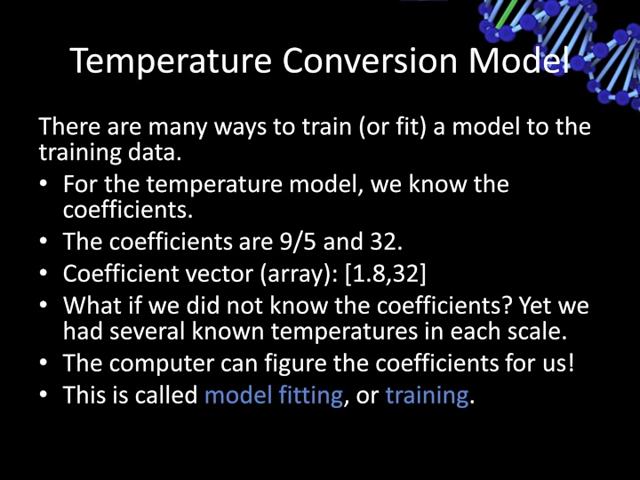 Temperature Conversion Model
There are many ways to train (or fit) a model to the
training data.
• For the temperature model, we know the
coefficients.
• The coefficients are 9/5 and 32.
• Coefficient vector (array): [1.8,32]
• What if we did not know the coefficients? Yet we
had several known temperatures in each scale.
• The computer can figure the coefficients for us!
• This is called model fitting, or training.